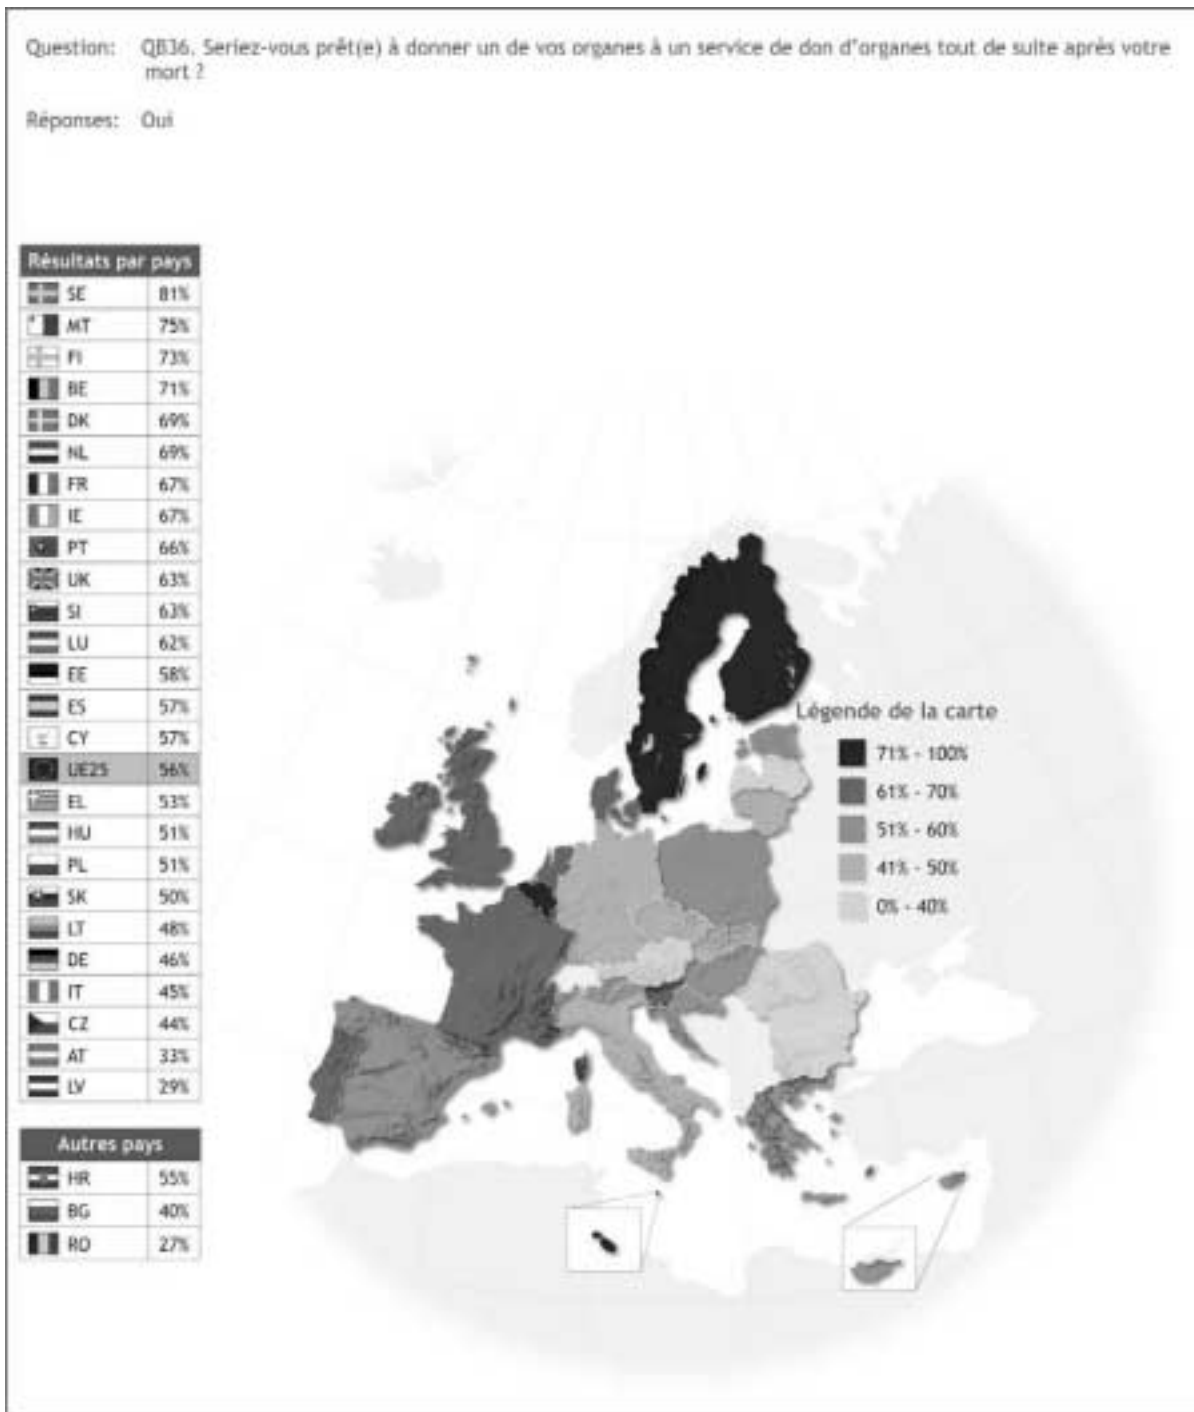 Question: QB36. Seriez-vous prêt(e) à donner un de vos organes à un service de don d'organes tout de suite après votre
mort ?
Réponses: Oui
Résultats par pays
SE 81%
MT 75%
FI 73%
BE 71%
DK 69%
NL 69%
FR 67%
IE 67%
PT 66%
UK 63%
SI 63%
LU 62%
EE 58%
ES 57%
CY 57%
UE25 56%
EL 53%
HU 51%
PL 51%
SK 50%
LT 48%
DE 46%
IT 45%
CZ 44%
AT 33%
LV 29%
Autres pays
HR 55%
BG 40%
RO 27%
Légende de la carte
71% - 100%
61% - 70%
51% - 60%
41% - 50%
0% - 40%